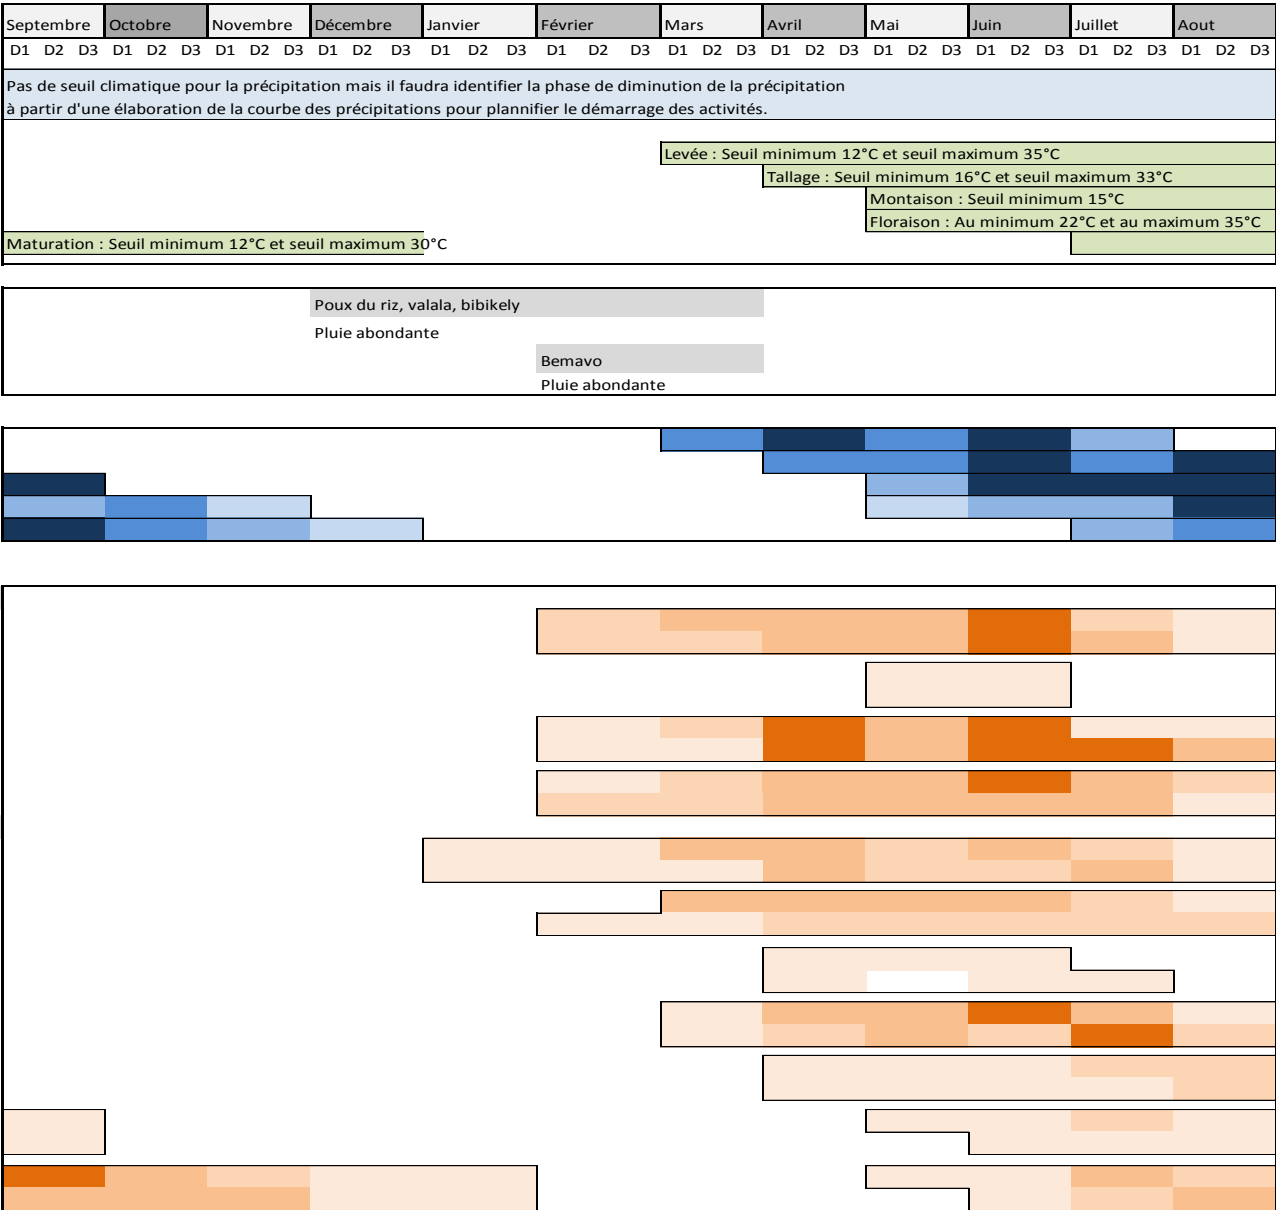 Septembre Octobre Novembre Décembre Janvier Février Mars Avril Mai Juin Juillet Aout
D1 D2 D3 D1 D2 D3 D1 D2 D3 D1 D2 D3 D1 D2 D3 D1 D2 D3 D1 D2 D3 D1 D2 D3 D1 D2 D3 D1 D2 D3 D1 D2 D3 D1 D2 D3
Pas de seuil climatique pour la précipitation mais il faudra identifier la phase de diminution de la précipitation
à partir d'une élaboration de la courbe des précipitations pour plannifier le démarrage des activités.
Levée : Seuil minimum 12°C et seuil maximum 35°C
Tallage : Seuil minimum 16°C et seuil maximum 33°C
Montaison : Seuil minimum 15°C
Floraison : Au minimum 22°C et au maximum 35°C
Maturation : Seuil minimum 12°C et seuil maximum 30°C
Poux du riz, valala, bibikely
Pluie abondante
Bemavo
Pluie abondante